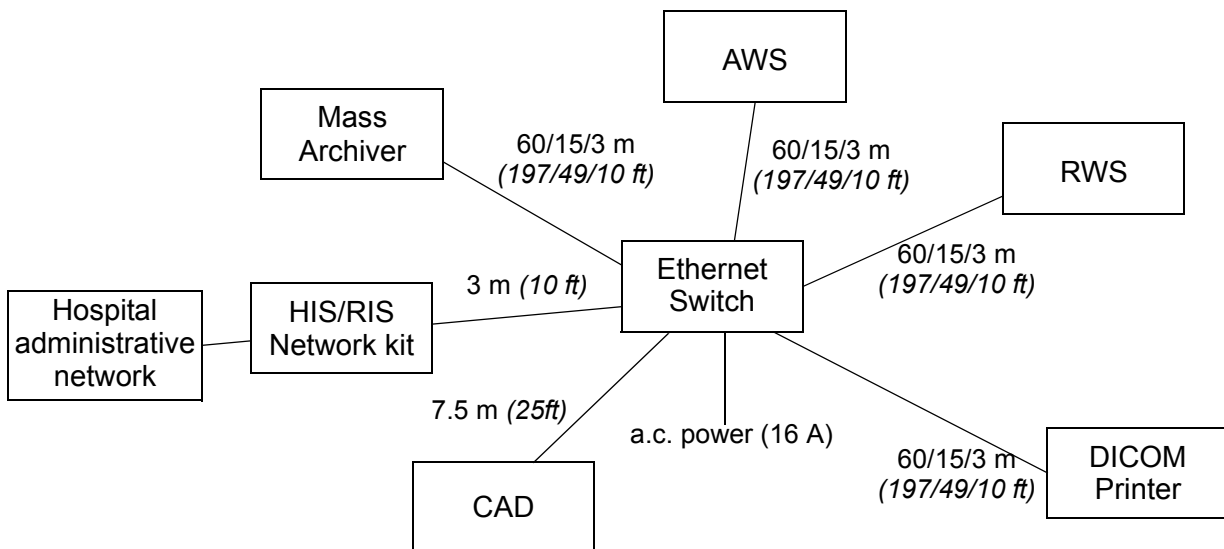 AWS
Mass
Archiver
60/15/3 m
(197/49/10 ft)
60/15/3 m
(197/49/10 ft)
RWS
Ethernet
Switch
60/15/3 m
(197/49/10 ft)
3 m (10 ft)
Hospital
administrative
network
HIS/RIS
Network kit
7.5 m (25ft)
a.c. power (16 A)
CAD
60/15/3 m
(197/49/10 ft)
DICOM
Printer